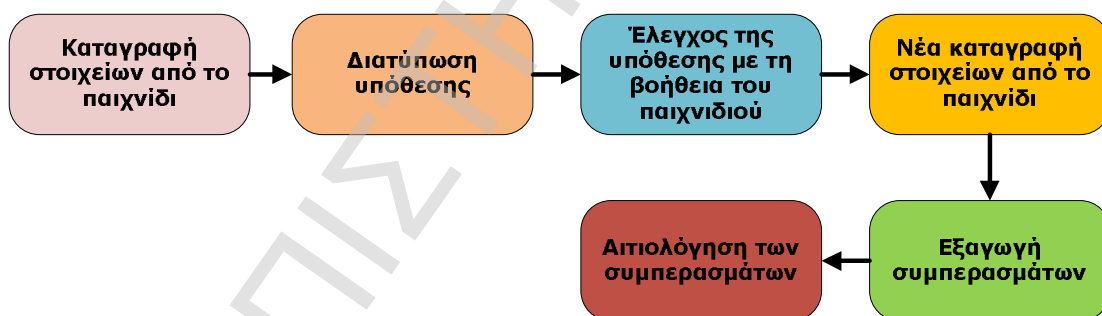 Καταγραφή
στοιχείων από το
παιχνίδι
Διατύπωση
υπόθεσης
Έλεγχος της
υπόθεσης με τη
βοήθεια του
παιχνιδιού
Νέα καταγραφή
στοιχείων από το
παιχνίδι
Εξαγωγή
συμπερασμάτων
Αιτιολόγηση των
συμπερασμάτων